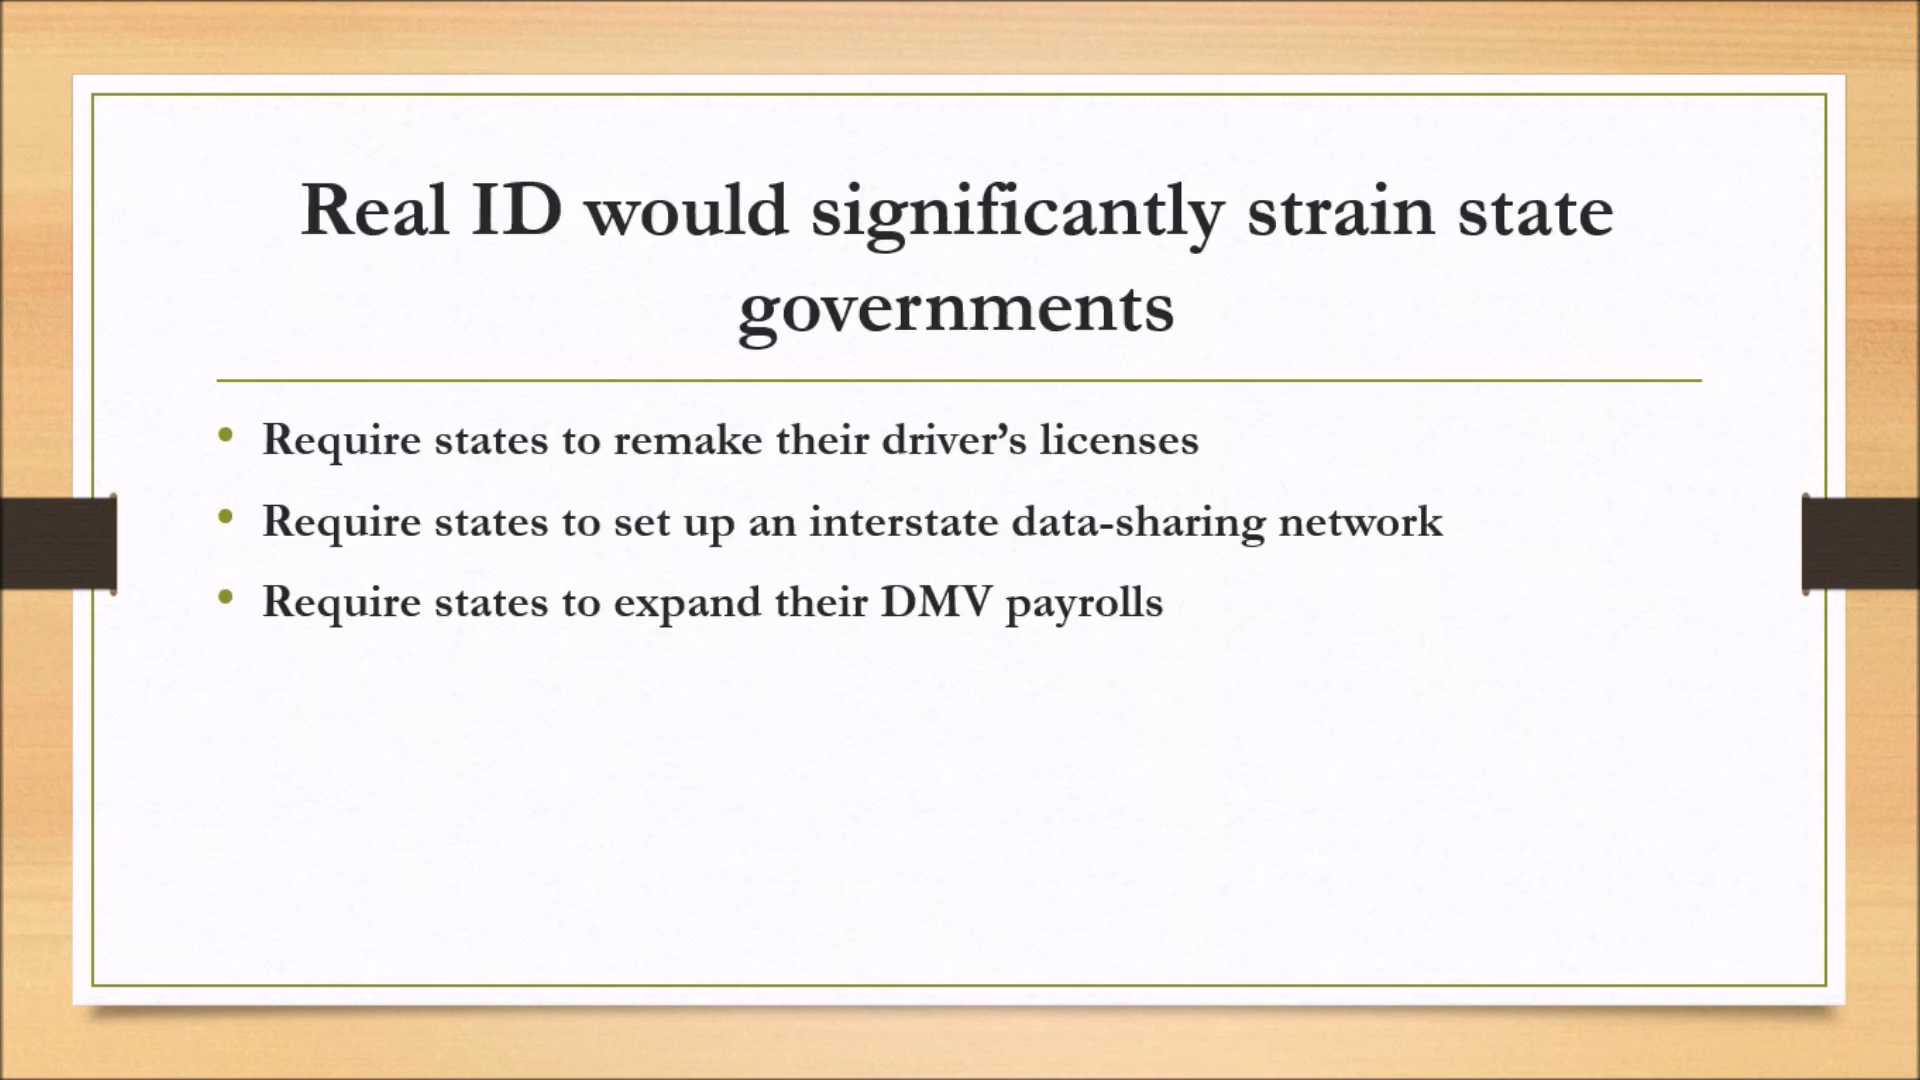 Real ID would significantly strain state
governments
• Require states to remake their driver’s licenses
• Require states to set up an interstate data-sharing network
• Require states to expand their DMV payrolls